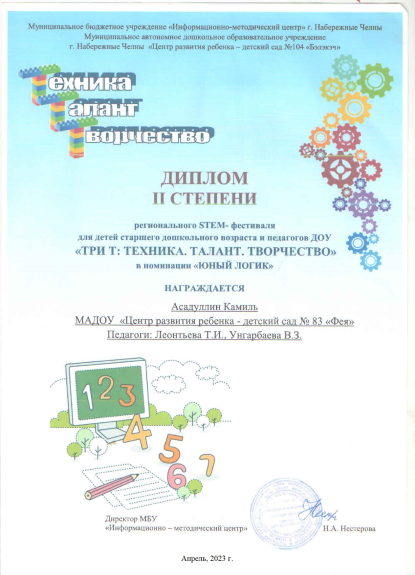 Муниципальное бюджетное учреждение «Информационно-методический центр» г. Набережные Челны
Муниципальное автономное дошкольное образовательное учреждение
г. Набережные Челны «Центр развития ребенка – детский сад №104 «Бэлэкэч»
Техника
Талант
Творчество
ДИПЛОМ
II СТЕПЕНИ
регионального STEM- фестиваля
для детей старшего дошкольного возраста и педагогов ДОУ
«ТРИ Т: ТЕХНИКА. ТАЛАНТ. ТВОРЧЕСТВО»
в номинации «ЮНЫЙ ЛОГИК»
НАГРАЖДАЕТСЯ
Асадуллин Камиль
МАДОУ «Центр развития ребенка - детский сад № 83 «Фея»
Педагоги: Леонтьева Т.И., Унгарбаева В.З.
123
4
5
6
7
Директор МБУ
«Информационно – методический центр»
Н.А. Нестерова
Апрель, 2023 г.